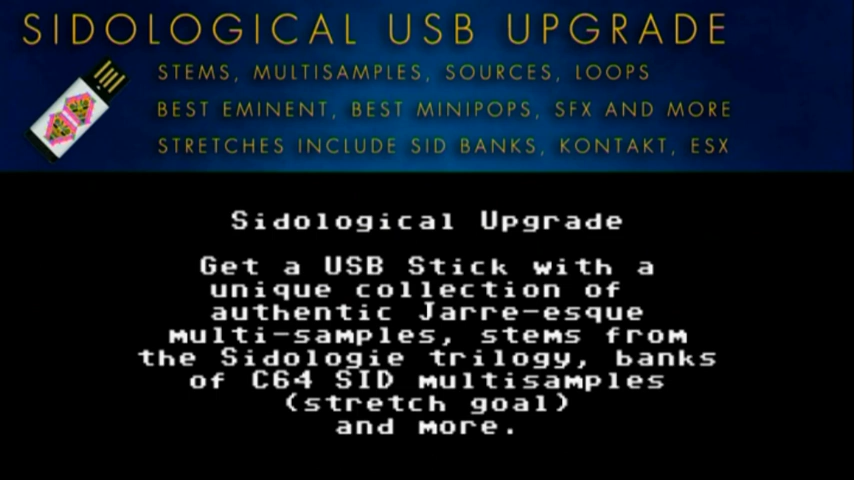 SIDOLOGICAL USB UPGRADE
STEMS, MULTISAMPLES, SOURCES, LOOPS
BEST EMINENT, BEST MINIPOPS, SFX AND MORE
STRETCHES INCLUDE SID BANKS, KONTAKT, ESX
Sidological Upgrade
Get a USB Stick with a
unique collection of
authentic Jarre-esque
multi-samples, stems from
the Sidologie trilogy, banks
of C64 SID multisamples
(stretch goal)
and more.